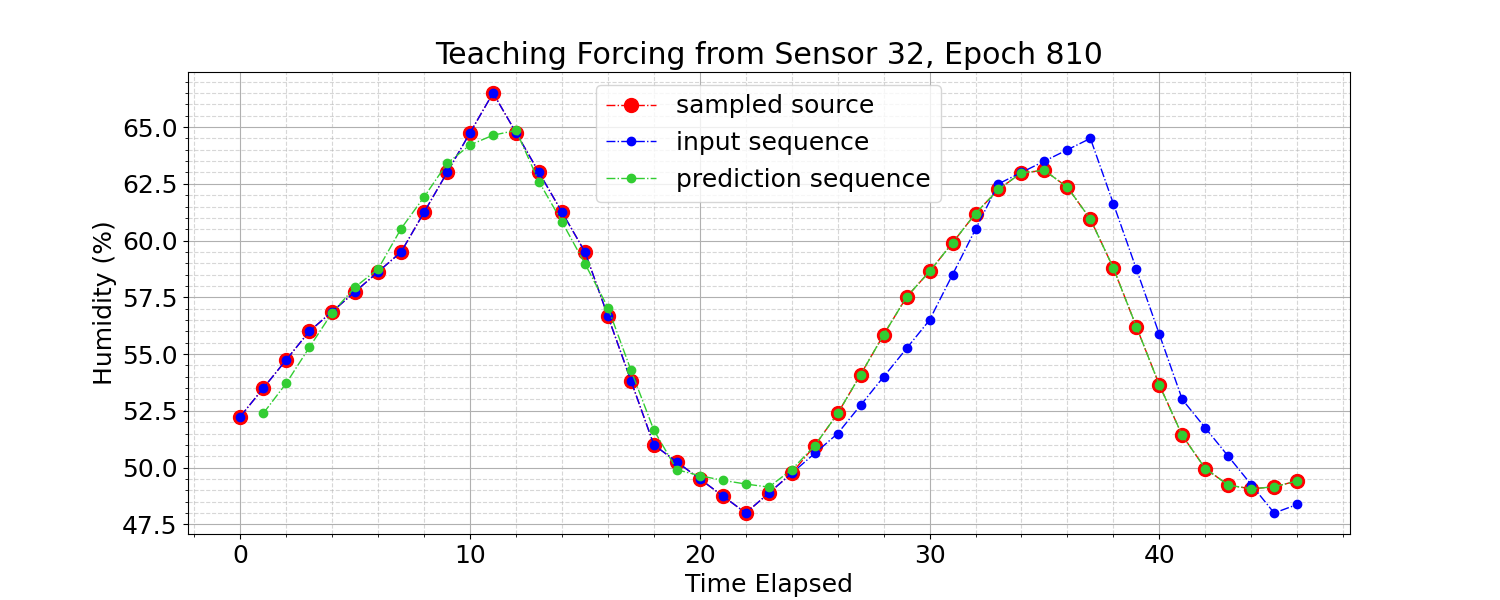 Teaching Forcing from Sensor 32, Epoch 810
sampled source
input sequence
prediction sequence
Humidity (%)
65.0
62.5
60.0
57.5
55.0
52.5
50.0
47.5
0 10 20 30 40
Time Elapsed